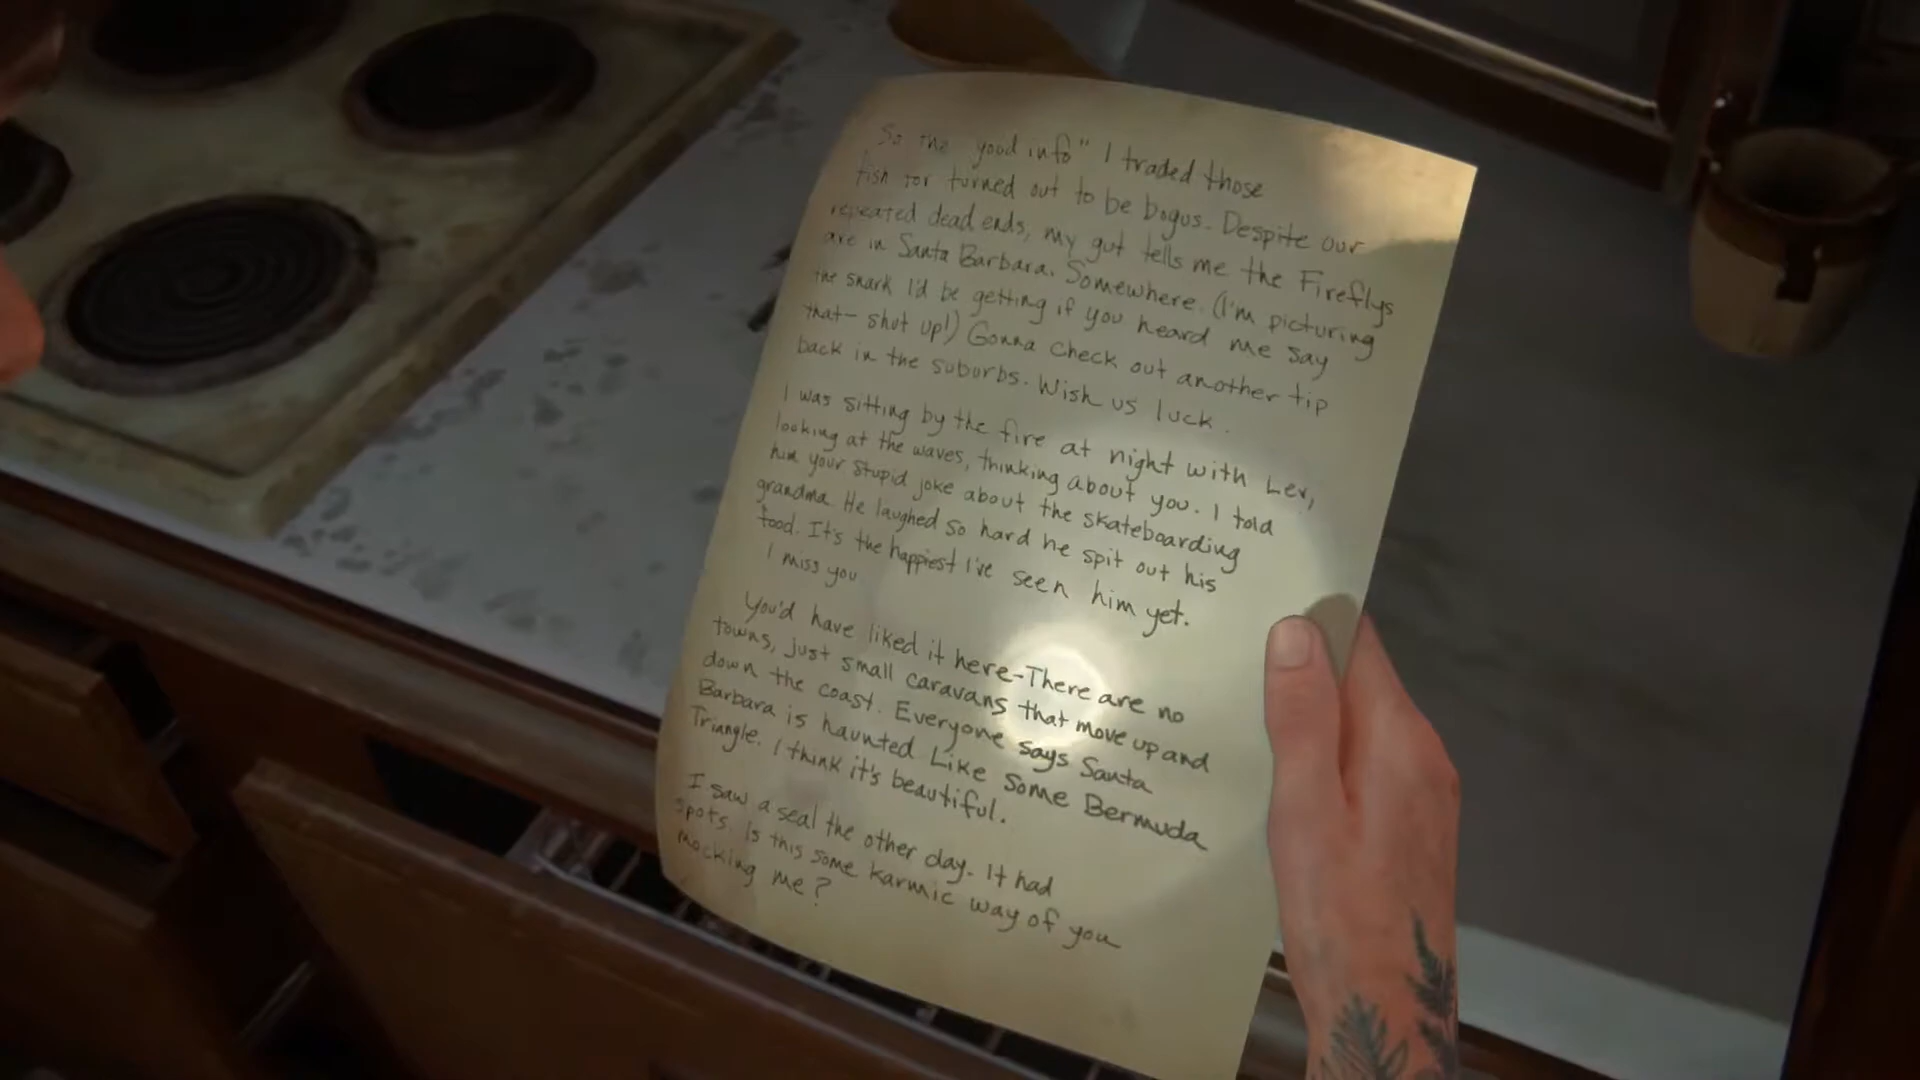 So the "good info" I traded those
fish for turned out to be bogus. Despite our
repeated dead ends, my gut tells me the Fireflys
are in Santa Barbara. Somewhere. (I'm picturing
the snark I'd be getting if you heard me say
that- shut up!) Gonna check out another tip
back in the suburbs. Wish us luck.
I was sitting by the fire at night with Lev,
looking at the waves, thinking about you. I told
him your stupid joke about the skateboarding
grandma. He laughed so hard he spit out his
food. It's the happiest I've seen him yet.
I miss you
You'd have liked it here-There are no
towns, just small caravans that move up and
down the coast. Everyone says Santa
Barbara is haunted Like Some Bermuda
Triangle. I think it's beautiful.
I saw a seal the other day. It had
spots. Is this some karmic way of you
mocking me?